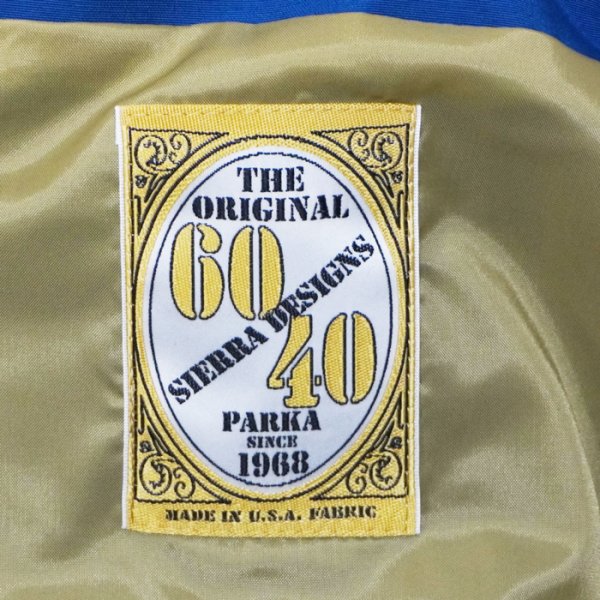 THE
ORIGINAL
60
SIERRA DESIGNS
40
PARKA
SINCE
1968
MADE IN U.S.A. FABRIC